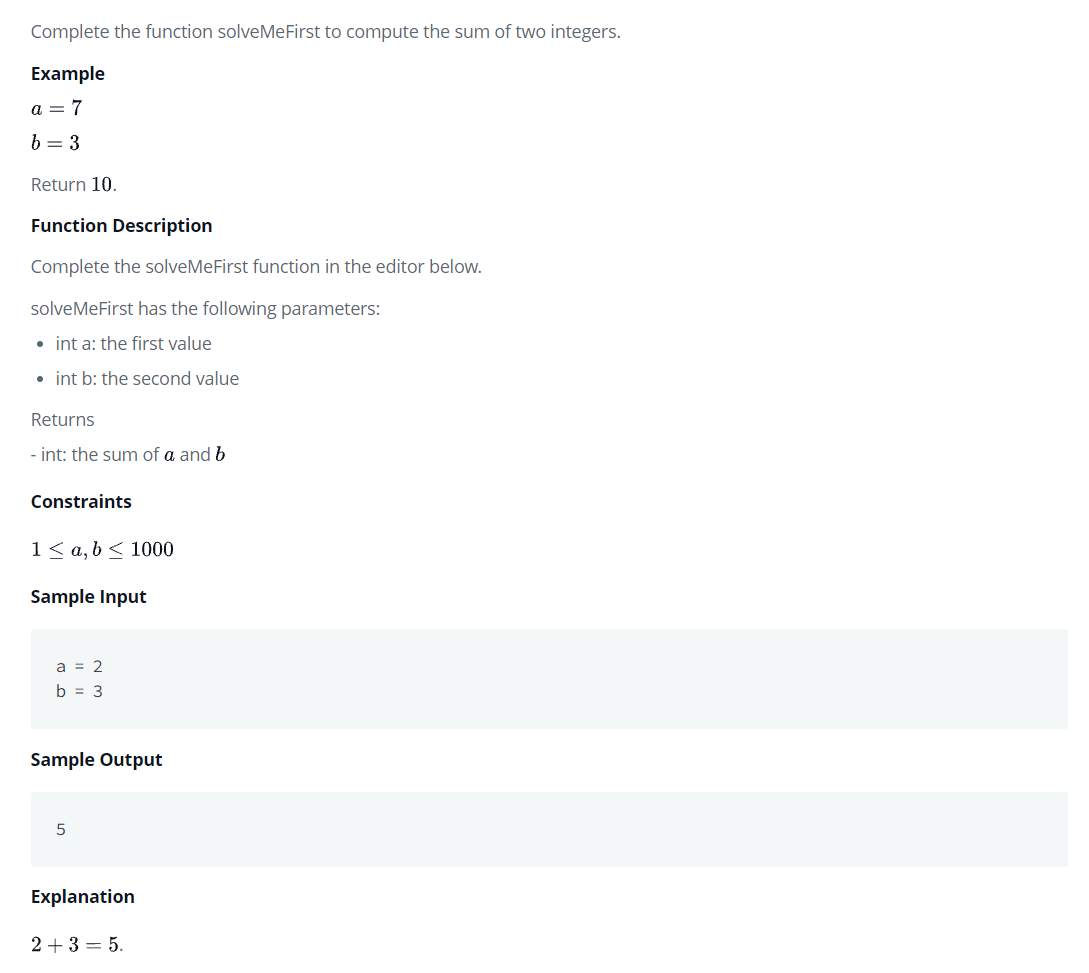 Complete the function solveMeFirst to compute the sum of two integers.
Example
a = 7
b = 3
Return 10.
Function Description
Complete the solveMeFirst function in the editor below.
solveMeFirst has the following parameters:
• int a: the first value
• int b: the second value
Returns
- int: the sum of a and b
Constraints
1 ≤ a, b ≤ 1000
Sample Input
a = 2
b = 3
Sample Output
5
Explanation
2 + 3 = 5.